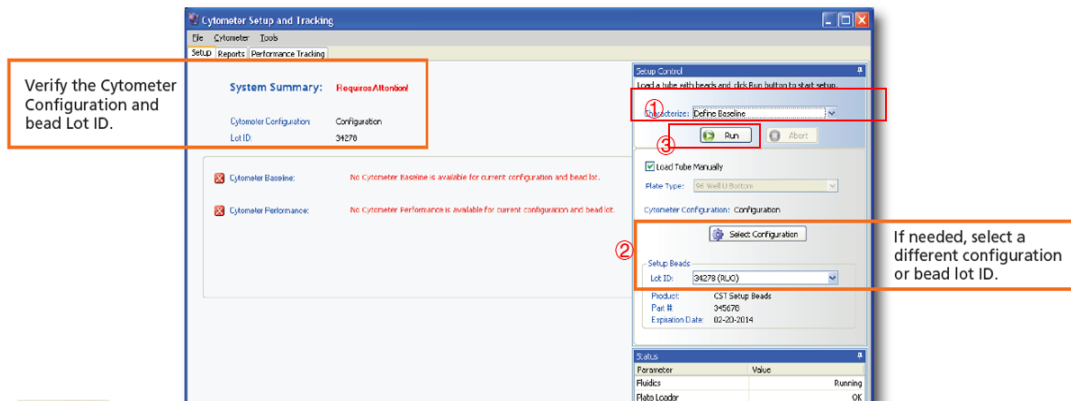 Cytometer Setup and Tracking
File Cytometer Tools
Setup Reports Performance Tracking
Verify the Cytometer
Configuration and
bead Lot ID.
System Summary: Requires Attention!
Cytometer Configuration: Configuration
Lot ID: 34278
Cytometer Baseline: No Cytometer Baseline is available for current configuration and bead lot.
Cytometer Performance: No Cytometer Performance is available for current configuration and bead lot.
Setup Control
Load a tube with beads and click Run button to start setup.
① Characterize: Define Baseline
③ Run Abort
Load Tube Manually
Plate Type: 96 Well U Bottom
Cytometer Configuration: Configuration
Select Configuration
②
Setup Beads
Lot ID: 34278 (RUO)
Product: CST Setup Beads
Part #: 345678
Expiration Date: 02-20-2014
If needed, select a
different configuration
or bead lot ID.
Status
Parameter Value
Fluidics Running
Plate Loader OK